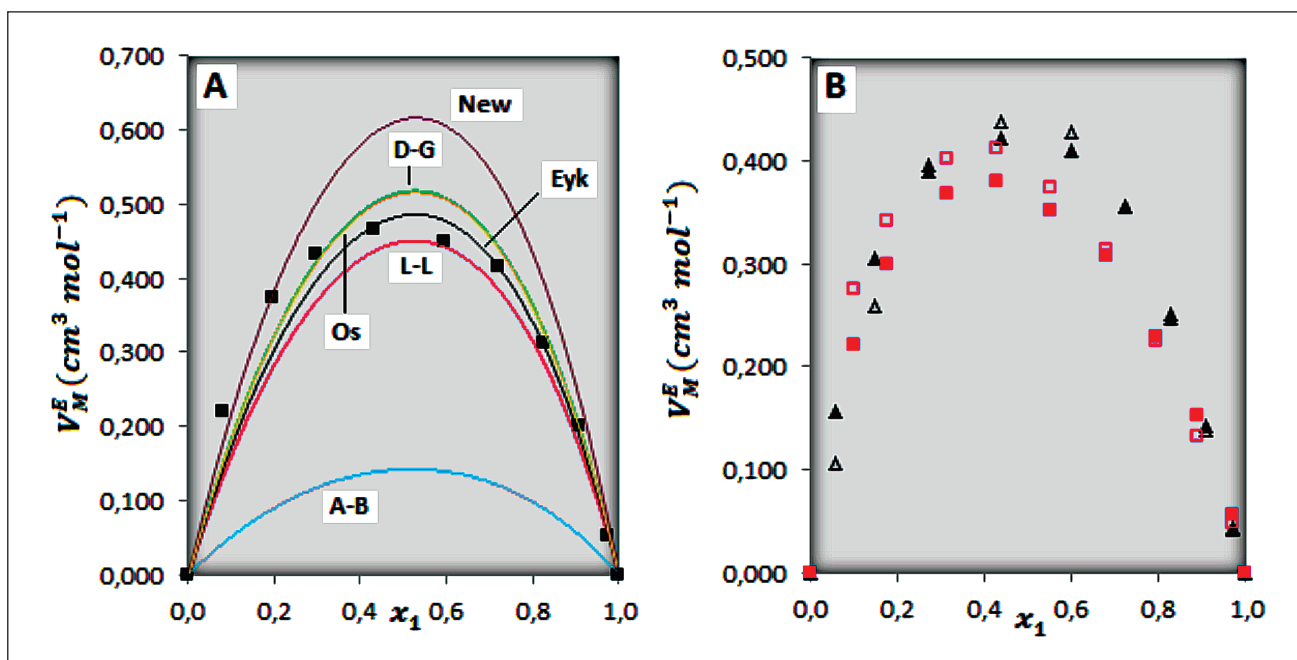 A
V_M^E (cm^3 mol^-1)
0,700
0,600
0,500
0,400
0,300
0,200
0,100
0,000
New
D-G
Eyk
L-L
Os
A-B
0,0 0,2 0,4 0,6 0,8 1,0
x_1
B
V_M^E (cm^3 mol^-1)
0,500
0,400
0,300
0,200
0,100
0,000
0,0 0,2 0,4 0,6 0,8 1,0
x_1